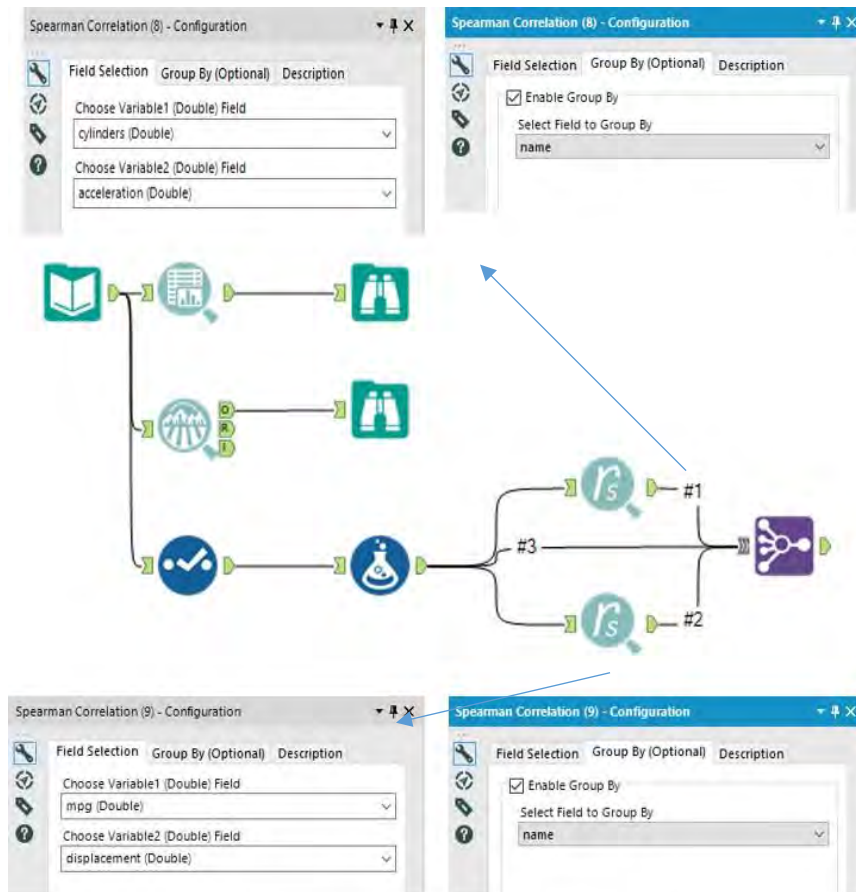 Spearman Correlation (8) - Configuration
Field Selection Group By (Optional) Description
Choose Variable1 (Double) Field
cylinders (Double)
Choose Variable2 (Double) Field
acceleration (Double)
Spearman Correlation (8) - Configuration
Field Selection Group By (Optional) Description
Enable Group By
Select Field to Group By
name
O
R
I
rs
#1
#3
rs
#2
Spearman Correlation (9) - Configuration
Field Selection Group By (Optional) Description
Choose Variable1 (Double) Field
mpg (Double)
Choose Variable2 (Double) Field
displacement (Double)
Spearman Correlation (9) - Configuration
Field Selection Group By (Optional) Description
Enable Group By
Select Field to Group By
name